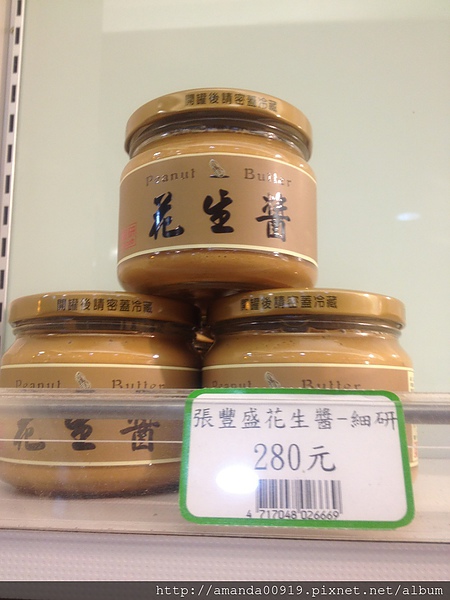 開罐後請密蓋冷藏
Peanut Butter
花生醬
開罐後請密蓋冷藏
開罐後請密蓋冷藏
Peanut Butter
Peanut Butter
花生醬
張豐盛花生醬-細研
280元
4 717048 026669
http://amanda00919.pixnet.net/album